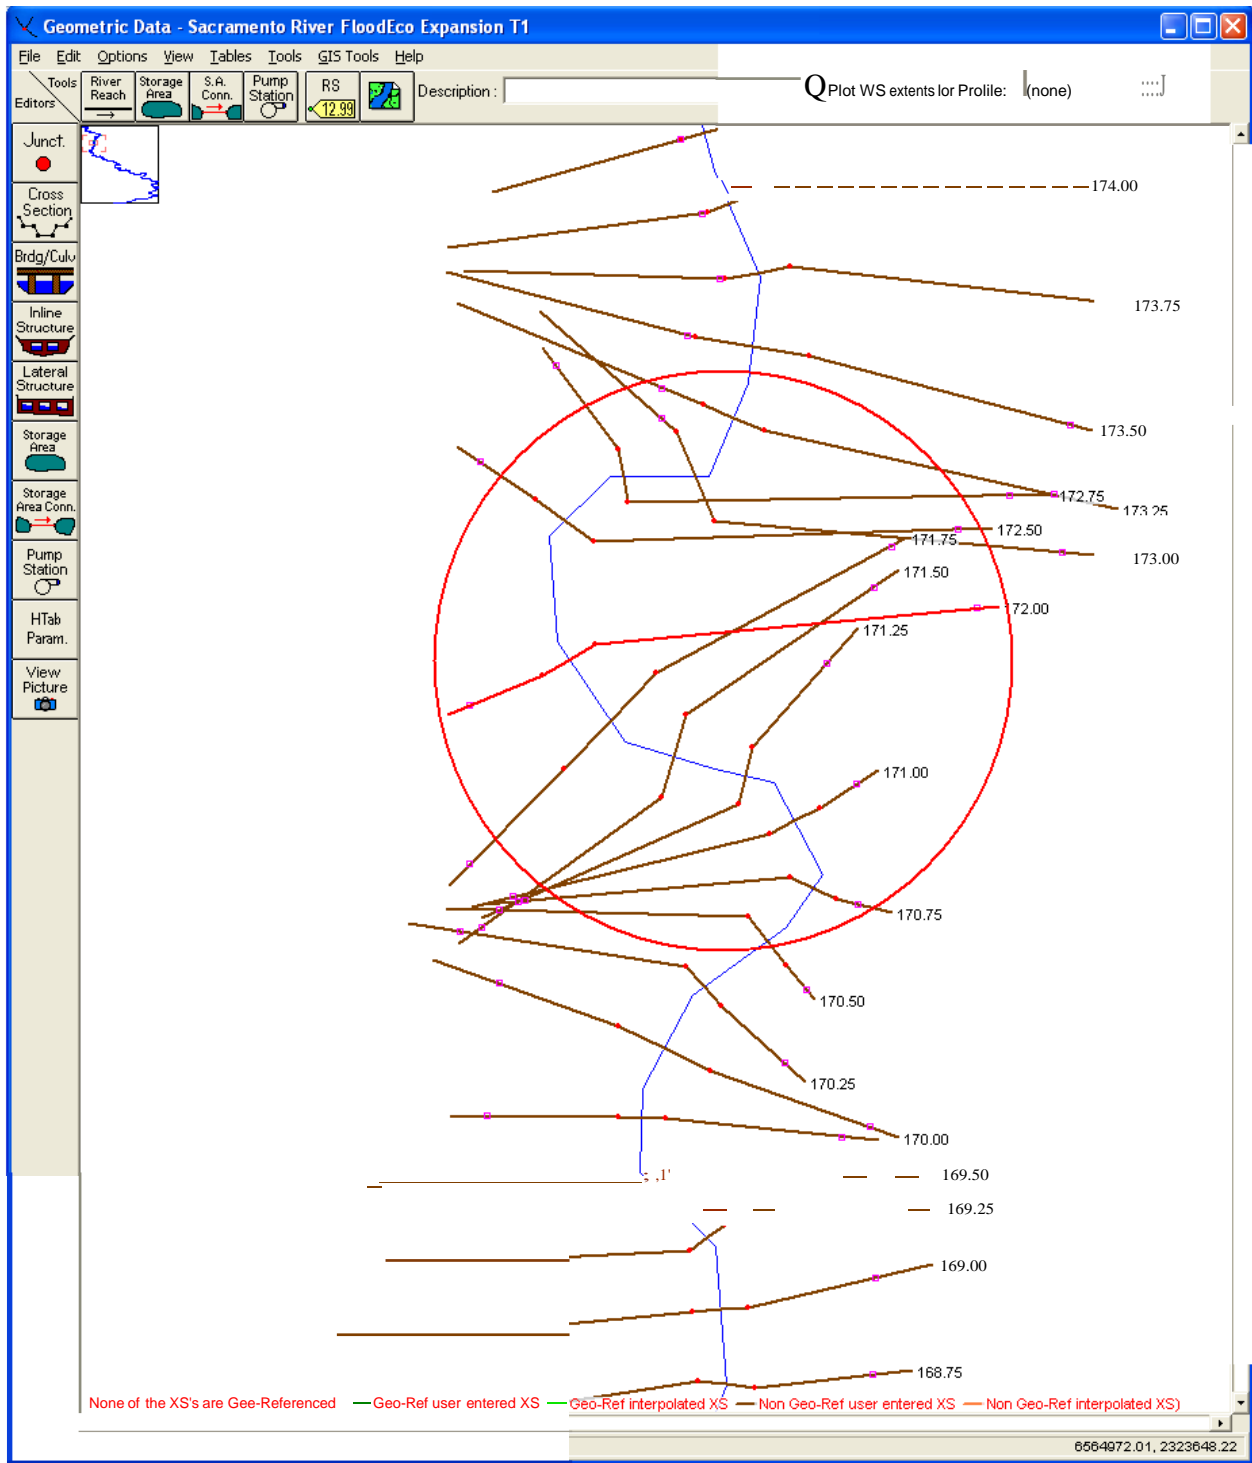 Geometric Data - Sacramento River FloodEco Expansion T1
File Edit Options View Tables Tools GIS Tools Help
Tools
Editors
River
Reach
Storage
Area
S.A.
Conn.
Pump
Station
RS
12.99
Description :
Plot WS extents lor Prolile:
(none)
Junct.
Cross
Section
Brdg/Culv
Inline
Structure
Lateral
Structure
Storage
Area
Storage
Area Conn.
Pump
Station
HTab
Param.
View
Picture
174.00
173.75
173.50
172.75
173.25
172.50
171.75
173.00
171.50
172.00
171.25
171.00
170.75
170.50
170.25
170.00
169.50
169.25
169.00
168.75
None of the XS's are Gee-Referenced — Geo-Ref user entered XS — Geo-Ref interpolated XS — Non Geo-Ref user entered XS — Non Geo-Ref interpolated XS)
6564972.01, 2323648.22